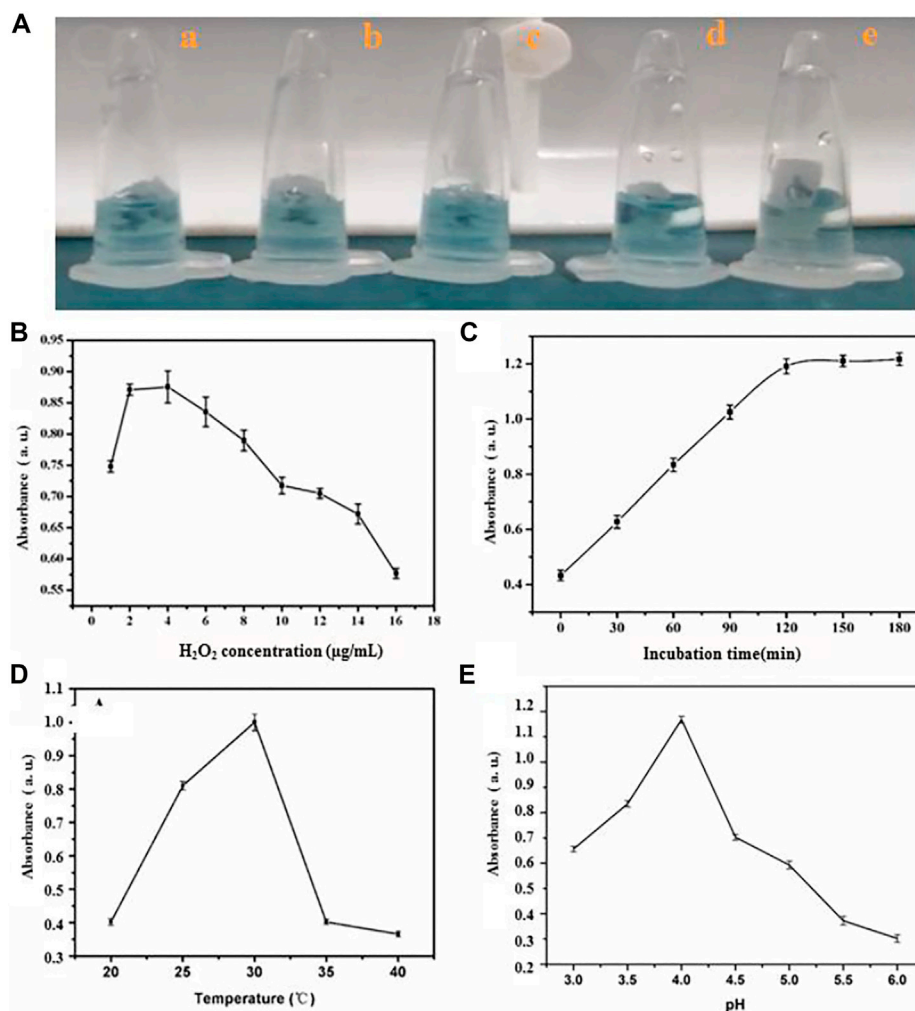 A
a b c d e
B
0.95
0.90
0.85
0.80
0.75
0.70
0.65
0.60
0.55
Absorbance ( a. u.)
0 2 4 6 8 10 12 14 16 18
H₂O₂ concentration (μg/mL)
C
1.2
1.0
0.8
0.6
0.4
Absorbance ( a. u.)
0 30 60 90 120 150 180
Incubation time(min)
D
1.1
1.0
0.8
0.6
0.5
0.4
0.3
Absorbance ( a. u.)
20 25 30 35 40
Temperature (℃)
E
1.2
1.1
1.0
0.9
0.8
0.7
0.6
0.5
0.4
0.3
0.2
Absorbance ( a. u.)
3.0 3.5 4.0 4.5 5.0 5.5 6.0
pH